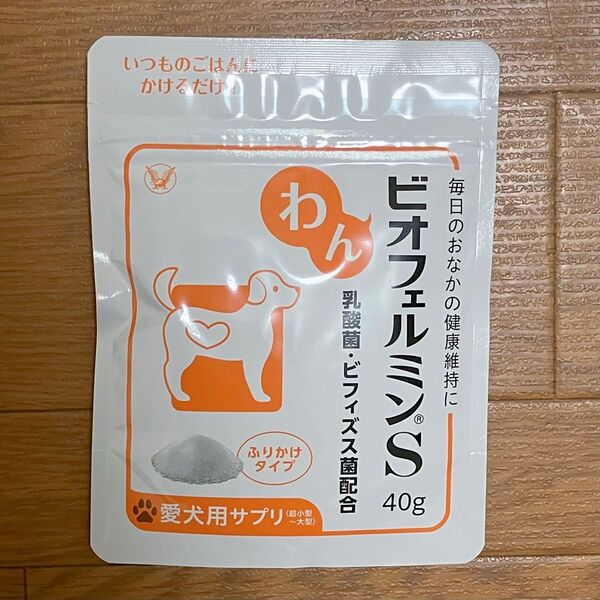 いつものごはんに
かけるだけ!
毎日のおなかの健康維持に
わん
ビオフェルミン®S
40g
乳酸菌・ビフィズス菌配合
ふりかけ
タイプ
愛犬用サプリ〈超小型
〜大型〉